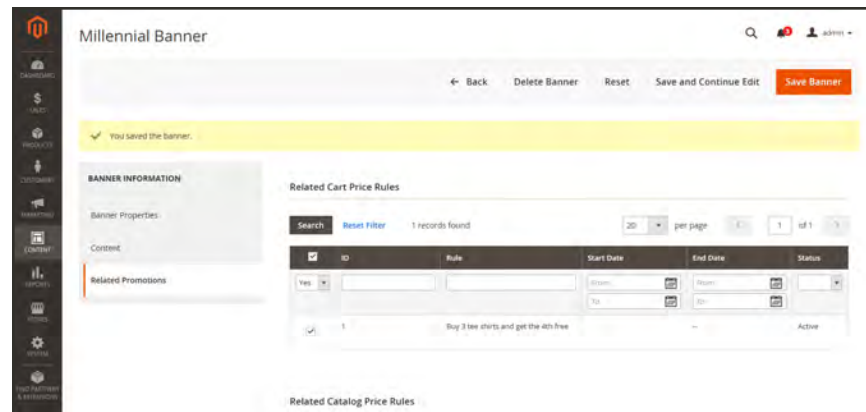 Millennial Banner
3
admin
DASHBOARD
← Back
Delete Banner
Reset
Save and Continue Edit
Save Banner
$
SALES
You saved the banner.
PRODUCTS
CUSTOMERS
BANNER INFORMATION
Related Cart Price Rules
MARKETING
Banner Properties
Search
Reset Filter
1 records found
20
per page
1
of 1
CONTENT
Content
ID
Rule
Start Date
End Date
Status
REPORTS
Related Promotions
Yes
From
From
To
To
STORES
1
Buy 3 tee shirts and get the 4th free
--
Active
SYSTEM
FIND PARTNERS
& EXTENSIONS
Related Catalog Price Rules